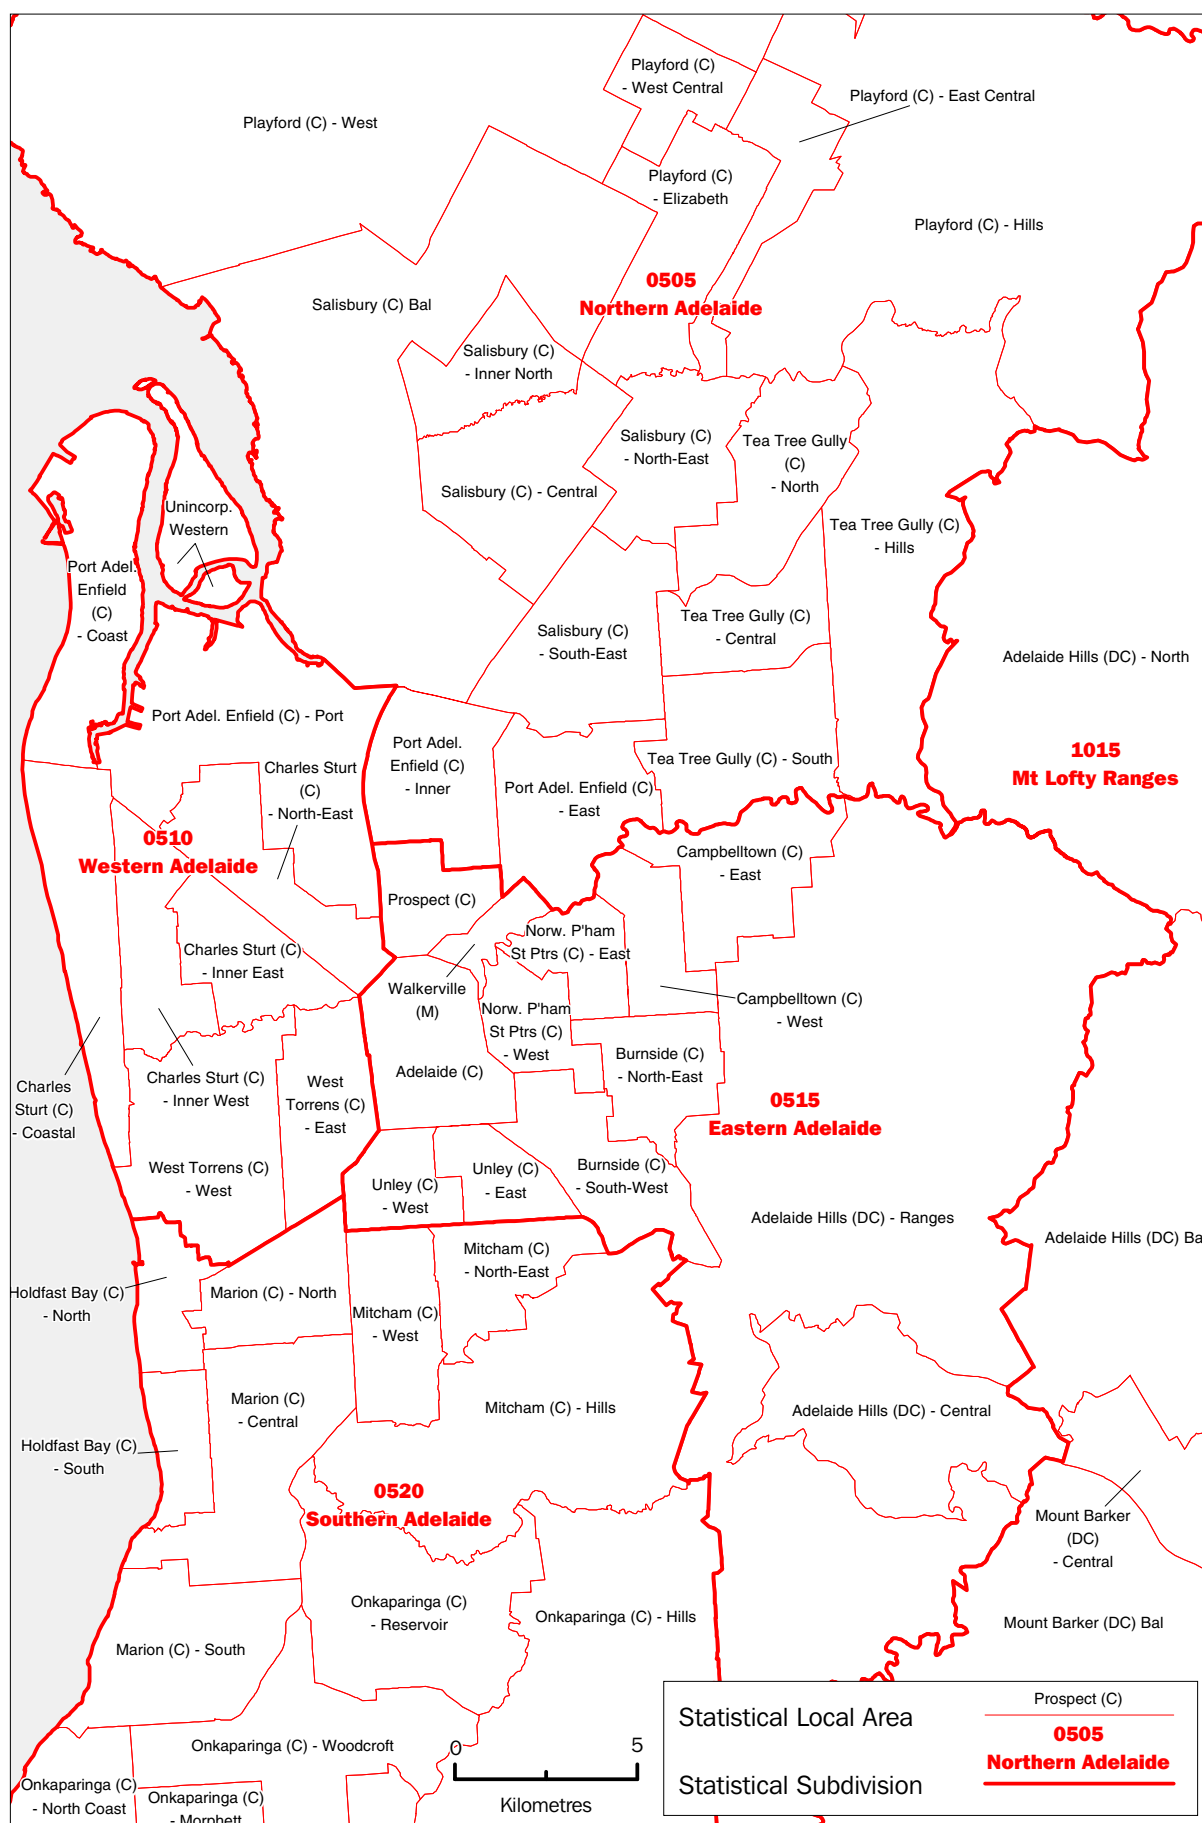 Playford (C)
- West Central
Playford (C) - East Central
Playford (C) - West
Playford (C)
- Elizabeth
Playford (C) - Hills
0505
Northern Adelaide
Salisbury (C) Bal
Salisbury (C)
- Inner North
Salisbury (C)
- North-East
Tea Tree Gully
(C)
- North
Salisbury (C) - Central
Unincorp.
Western
Tea Tree Gully (C)
- Hills
Port Adel.
Enfield
(C)
- Coast
Salisbury (C)
- South-East
Tea Tree Gully (C)
- Central
Adelaide Hills (DC) - North
Port Adel. Enfield (C) - Port
Port Adel.
Enfield (C)
- Inner
Tea Tree Gully (C) - South
1015
Mt Lofty Ranges
Charles Sturt
(C)
- North-East
Port Adel. Enfield (C)
- East
0510
Western Adelaide
Campbelltown (C)
- East
Prospect (C)
Norw. P'ham
St Ptrs (C) - East
Charles Sturt (C)
- Inner East
Walkerville
(M)
Norw. P'ham
St Ptrs (C)
- West
Campbelltown (C)
- West
Burnside (C)
- North-East
Adelaide (C)
Charles
Sturt (C)
- Coastal
Charles Sturt (C)
- Inner West
West
Torrens (C)
- East
0515
Eastern Adelaide
West Torrens (C)
- West
Unley (C)
- West
Unley (C)
- East
Burnside (C)
- South-West
Adelaide Hills (DC) - Ranges
Adelaide Hills (DC) Ba
Mitcham (C)
- North-East
Holdfast Bay (C)
- North
Marion (C) - North
Mitcham (C)
- West
Marion (C)
- Central
Mitcham (C) - Hills
Adelaide Hills (DC) - Central
Holdfast Bay (C)
- South
0520
Southern Adelaide
Mount Barker
(DC)
- Central
Onkaparinga (C)
- Reservoir
Onkaparinga (C) - Hills
Mount Barker (DC) Bal
Marion (C) - South
Onkaparinga (C) - Woodcroft
Onkaparinga (C)
- North Coast
Onkaparinga (C)
- Morphett
0 5
Kilometres
Statistical Local Area
Prospect (C)
0505
Northern Adelaide
Statistical Subdivision